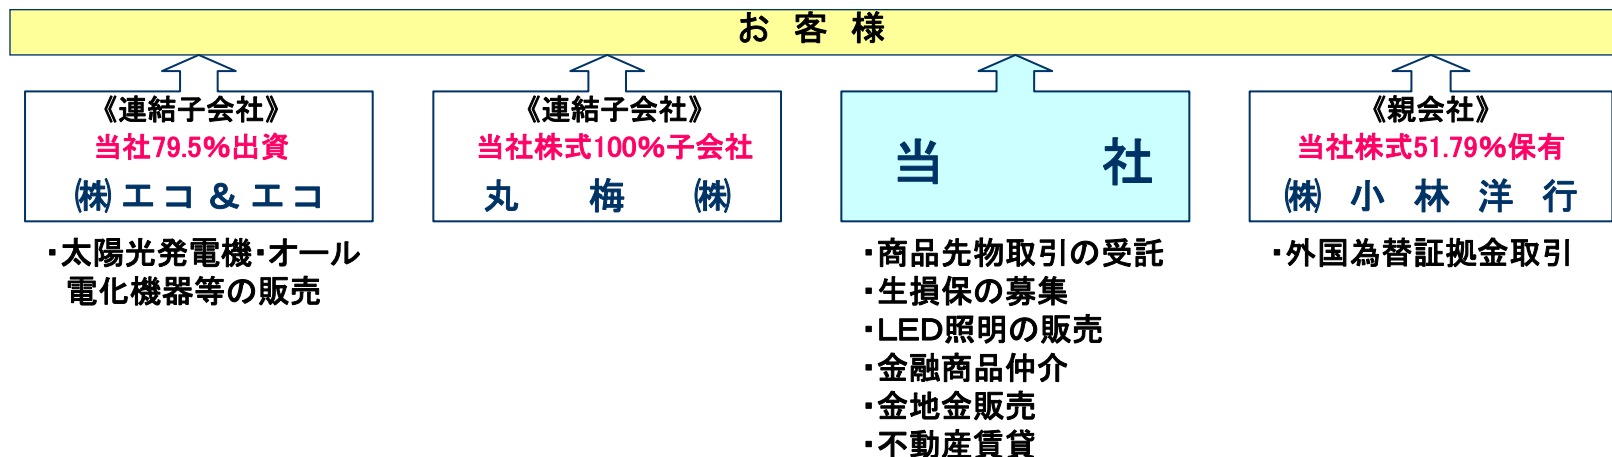 お 客 様
《連結子会社》
当社79.5％出資
㈱エコ＆エコ
・太陽光発電機・オール
電化機器等の販売
《連結子会社》
当社株式100％子会社
丸 梅 ㈱
当 社
・商品先物取引の受託
・生損保の募集
・LED照明の販売
・金融商品仲介
・金地金販売
・不動産賃貸
《親会社》
当社株式51.79％保有
㈱ 小 林 洋 行
・外国為替証拠金取引